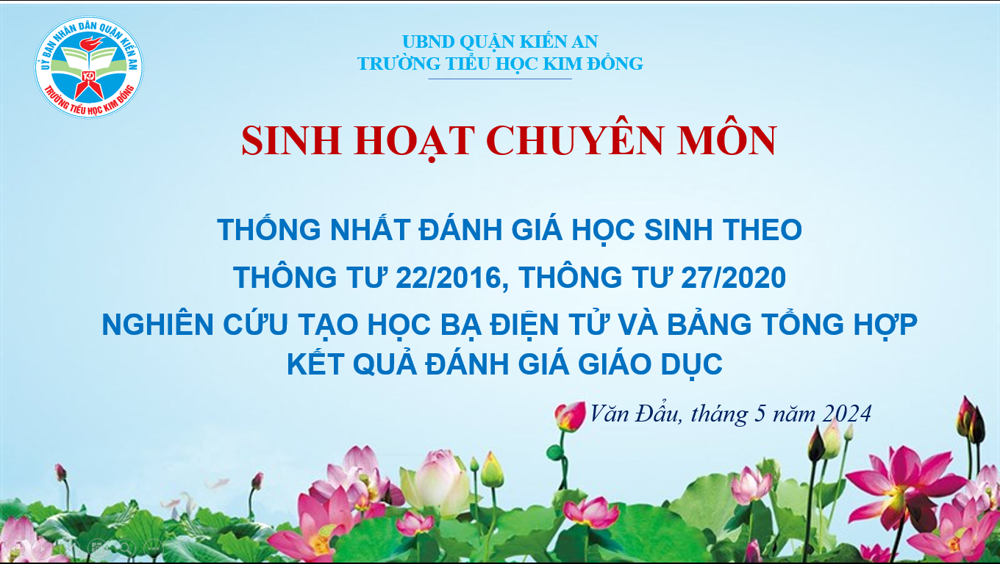 ỦY BAN NHÂN DÂN QUẬN KIẾN AN
KĐ
TRƯỜNG TIỂU HỌC KIM ĐỒNG
UBND QUẬN KIẾN AN
TRƯỜNG TIỂU HỌC KIM ĐỒNG
SINH HOẠT CHUYÊN MÔN
THỐNG NHẤT ĐÁNH GIÁ HỌC SINH THEO
THÔNG TƯ 22/2016, THÔNG TƯ 27/2020
NGHIÊN CỨU TẠO HỌC BẠ ĐIỆN TỬ VÀ BẢNG TỔNG HỢP
KẾT QUẢ ĐÁNH GIÁ GIÁO DỤC
Văn Đẩu, tháng 5 năm 2024